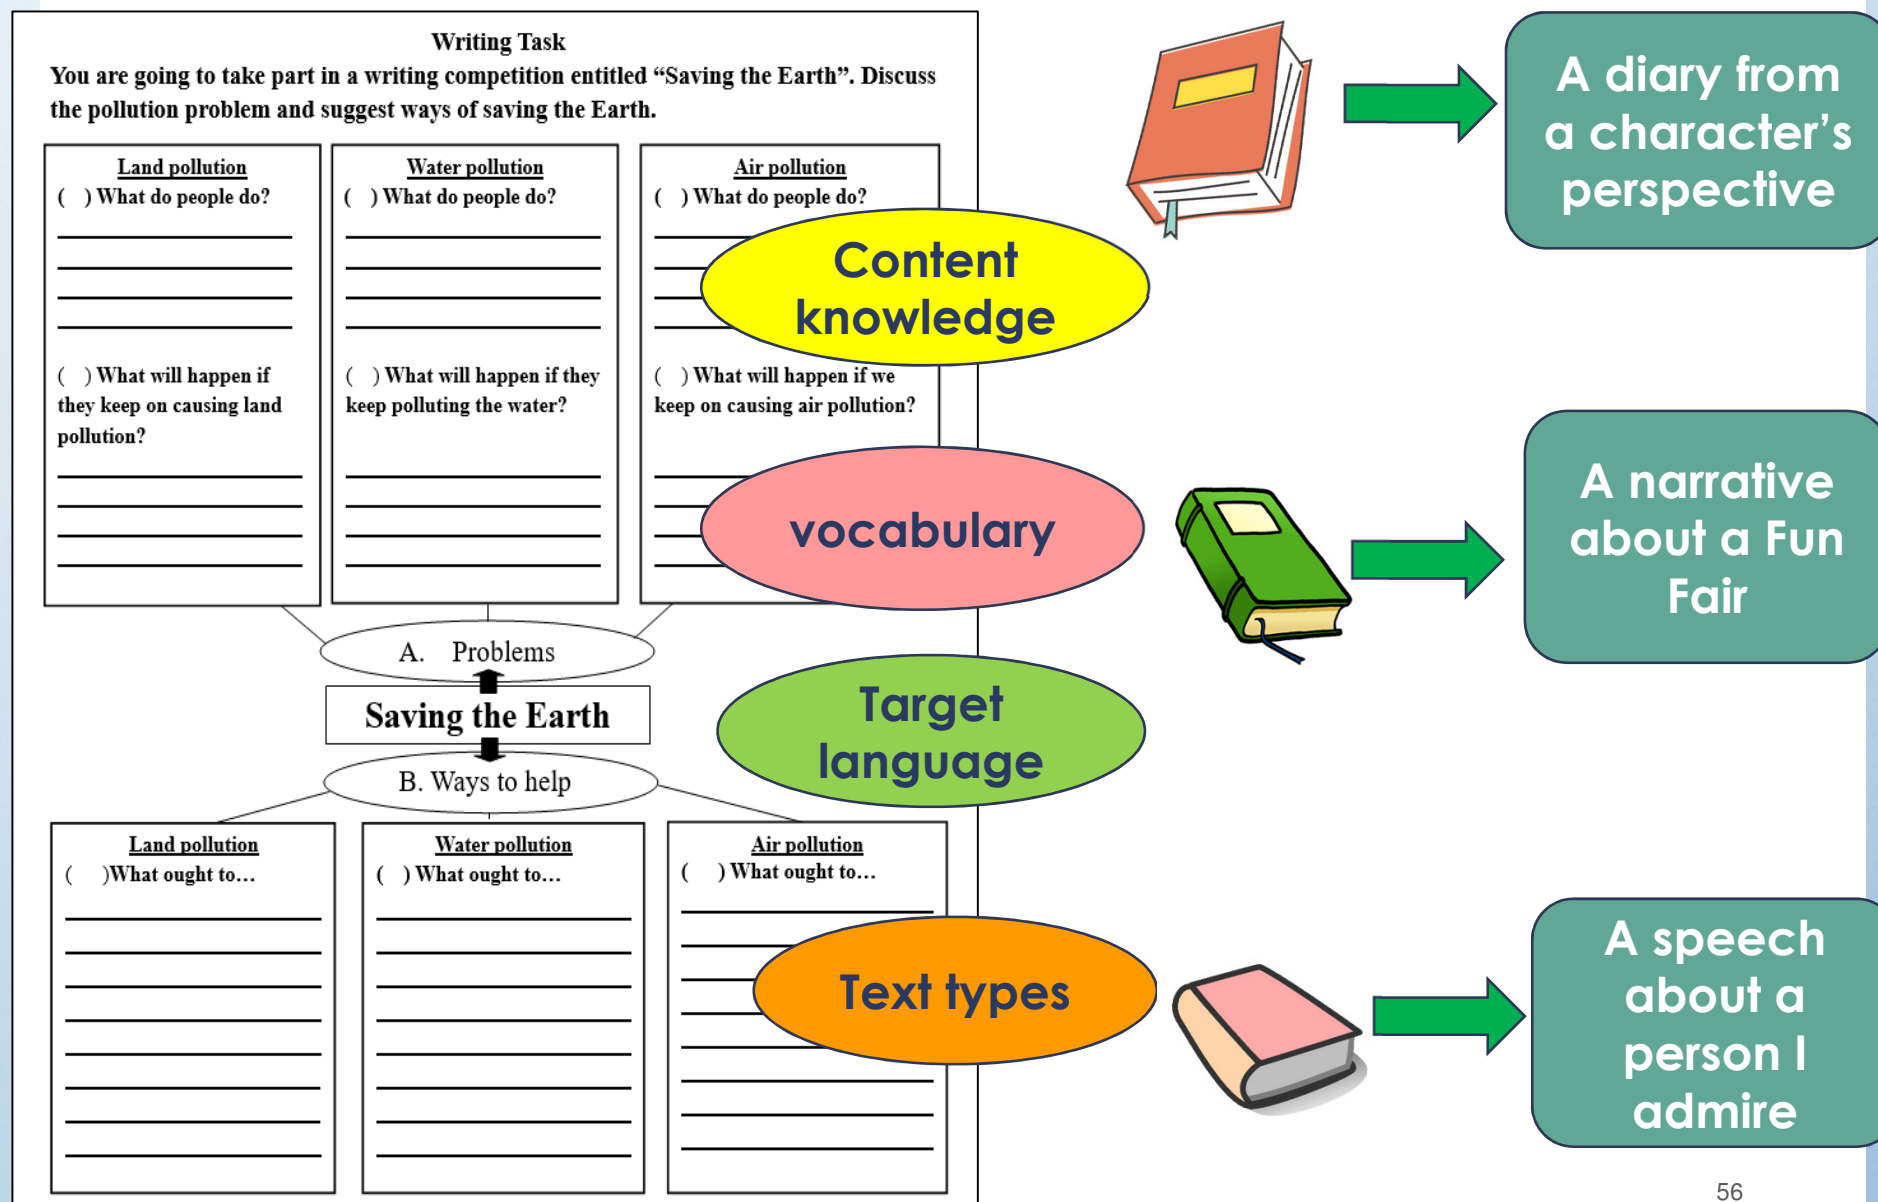 Writing Task
You are going to take part in a writing competition entitled “Saving the Earth”. Discuss
the pollution problem and suggest ways of saving the Earth.
Land pollution
(   ) What do people do?
(   ) What will happen if
they keep on causing land
pollution?
Water pollution
(   ) What do people do?
(   ) What will happen if they
keep polluting the water?
Air pollution
(   ) What do people do?
(   ) What will happen if we
keep on causing air pollution?
A.   Problems
Saving the Earth
B. Ways to help
Land pollution
(    )What ought to…
Water pollution
(   ) What ought to…
Air pollution
(    ) What ought to…
Content
knowledge
vocabulary
Target
language
Text types
A diary from
a character’s
perspective
A narrative
about a Fun
Fair
A speech
about a
person I
admire
56